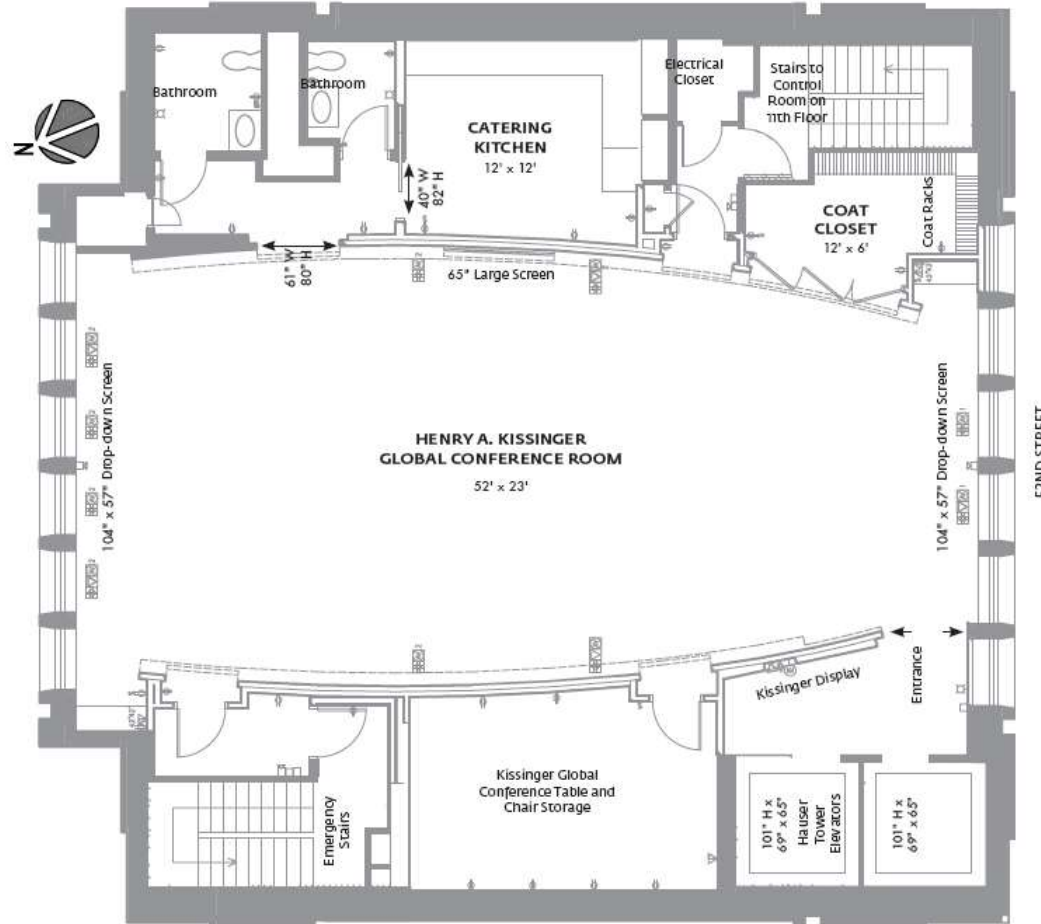 Bathroom
Bathroom
Electrical
Closet
Stairs to
Control
Room on
11th Floor
N
CATERING
KITCHEN
12' x 12'
40" W
82" H
COAT
CLOSET
12' x 6'
Coat Racks
61" W
80" H
65" Large Screen
104" x 57" Drop-down Screen
HENRY A. KISSINGER
GLOBAL CONFERENCE ROOM
52' x 23'
104" x 57" Drop-down Screen
52ND STREET
Kissinger Display
Entrance
Kissinger Global
Conference Table and
Chair Storage
Emergency
Stairs
101" H x
69" x 65"
Hauser
Tower
Elevators
101" H x
69" x 65"